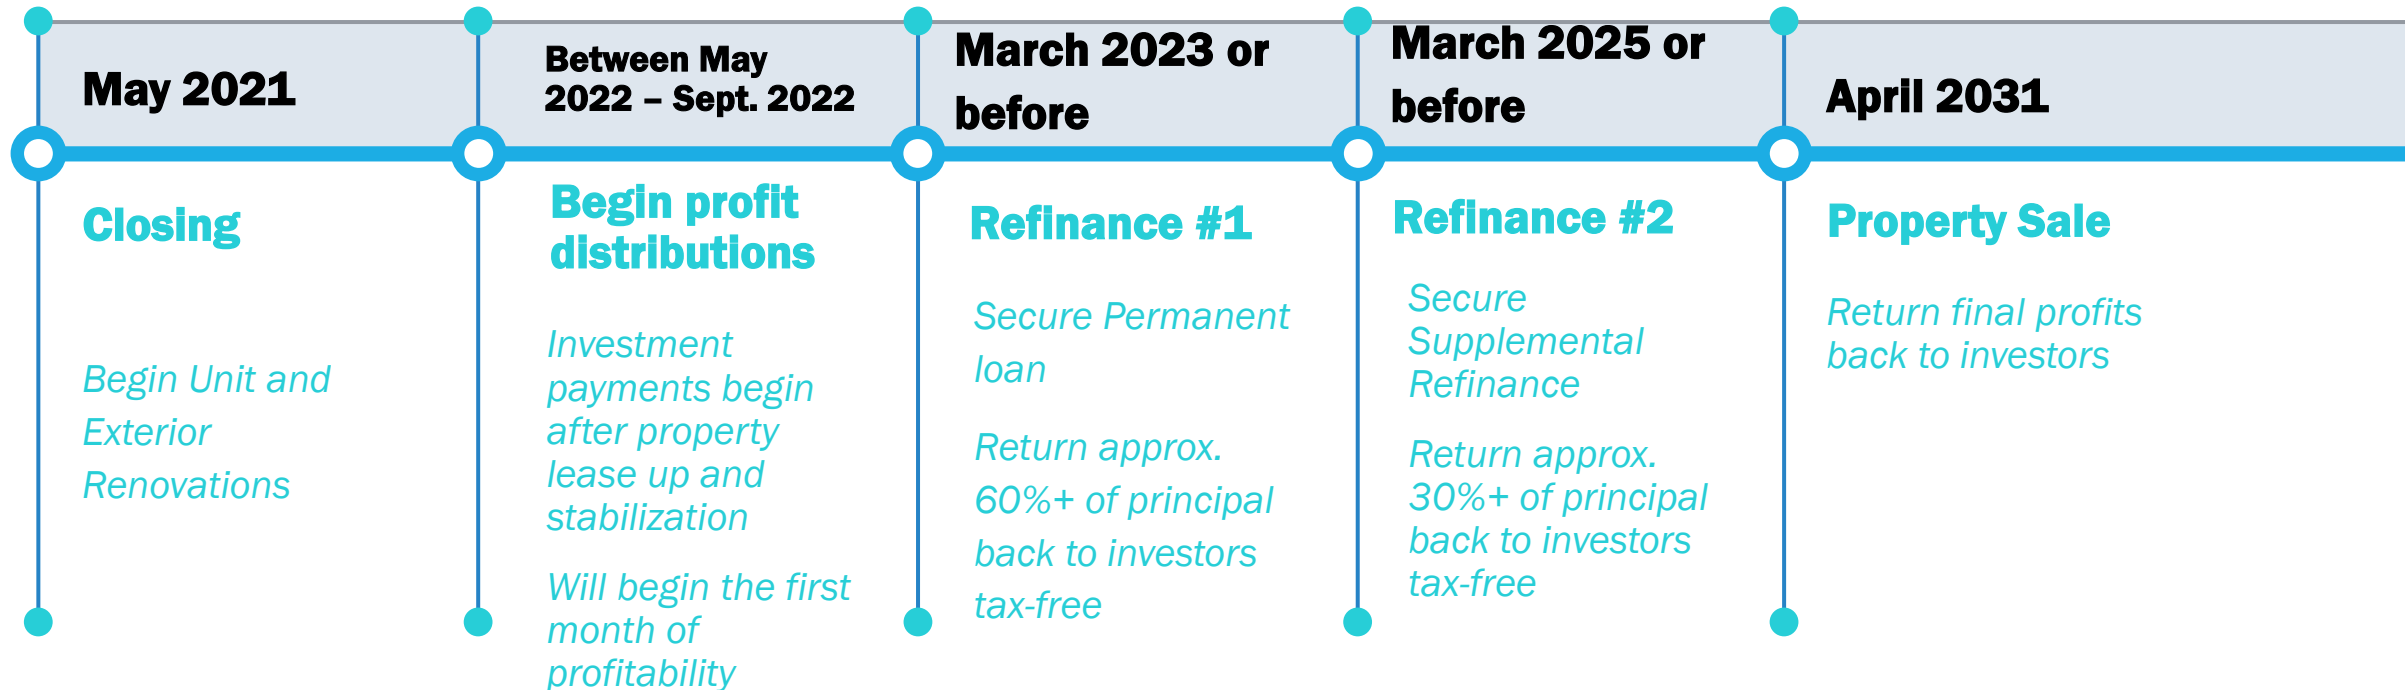 May 2021
Closing
Begin Unit and
Exterior
Renovations
Between May
2022 – Sept. 2022
Begin profit
distributions
Investment
payments begin
after property
lease up and
stabilization
Will begin the first
month of
profitability
March 2023 or
before
Refinance #1
Secure Permanent
loan
Return approx.
60%+ of principal
back to investors
tax-free
March 2025 or
before
Refinance #2
Secure
Supplemental
Refinance
Return approx.
30%+ of principal
back to investors
tax-free
April 2031
Property Sale
Return final profits
back to investors